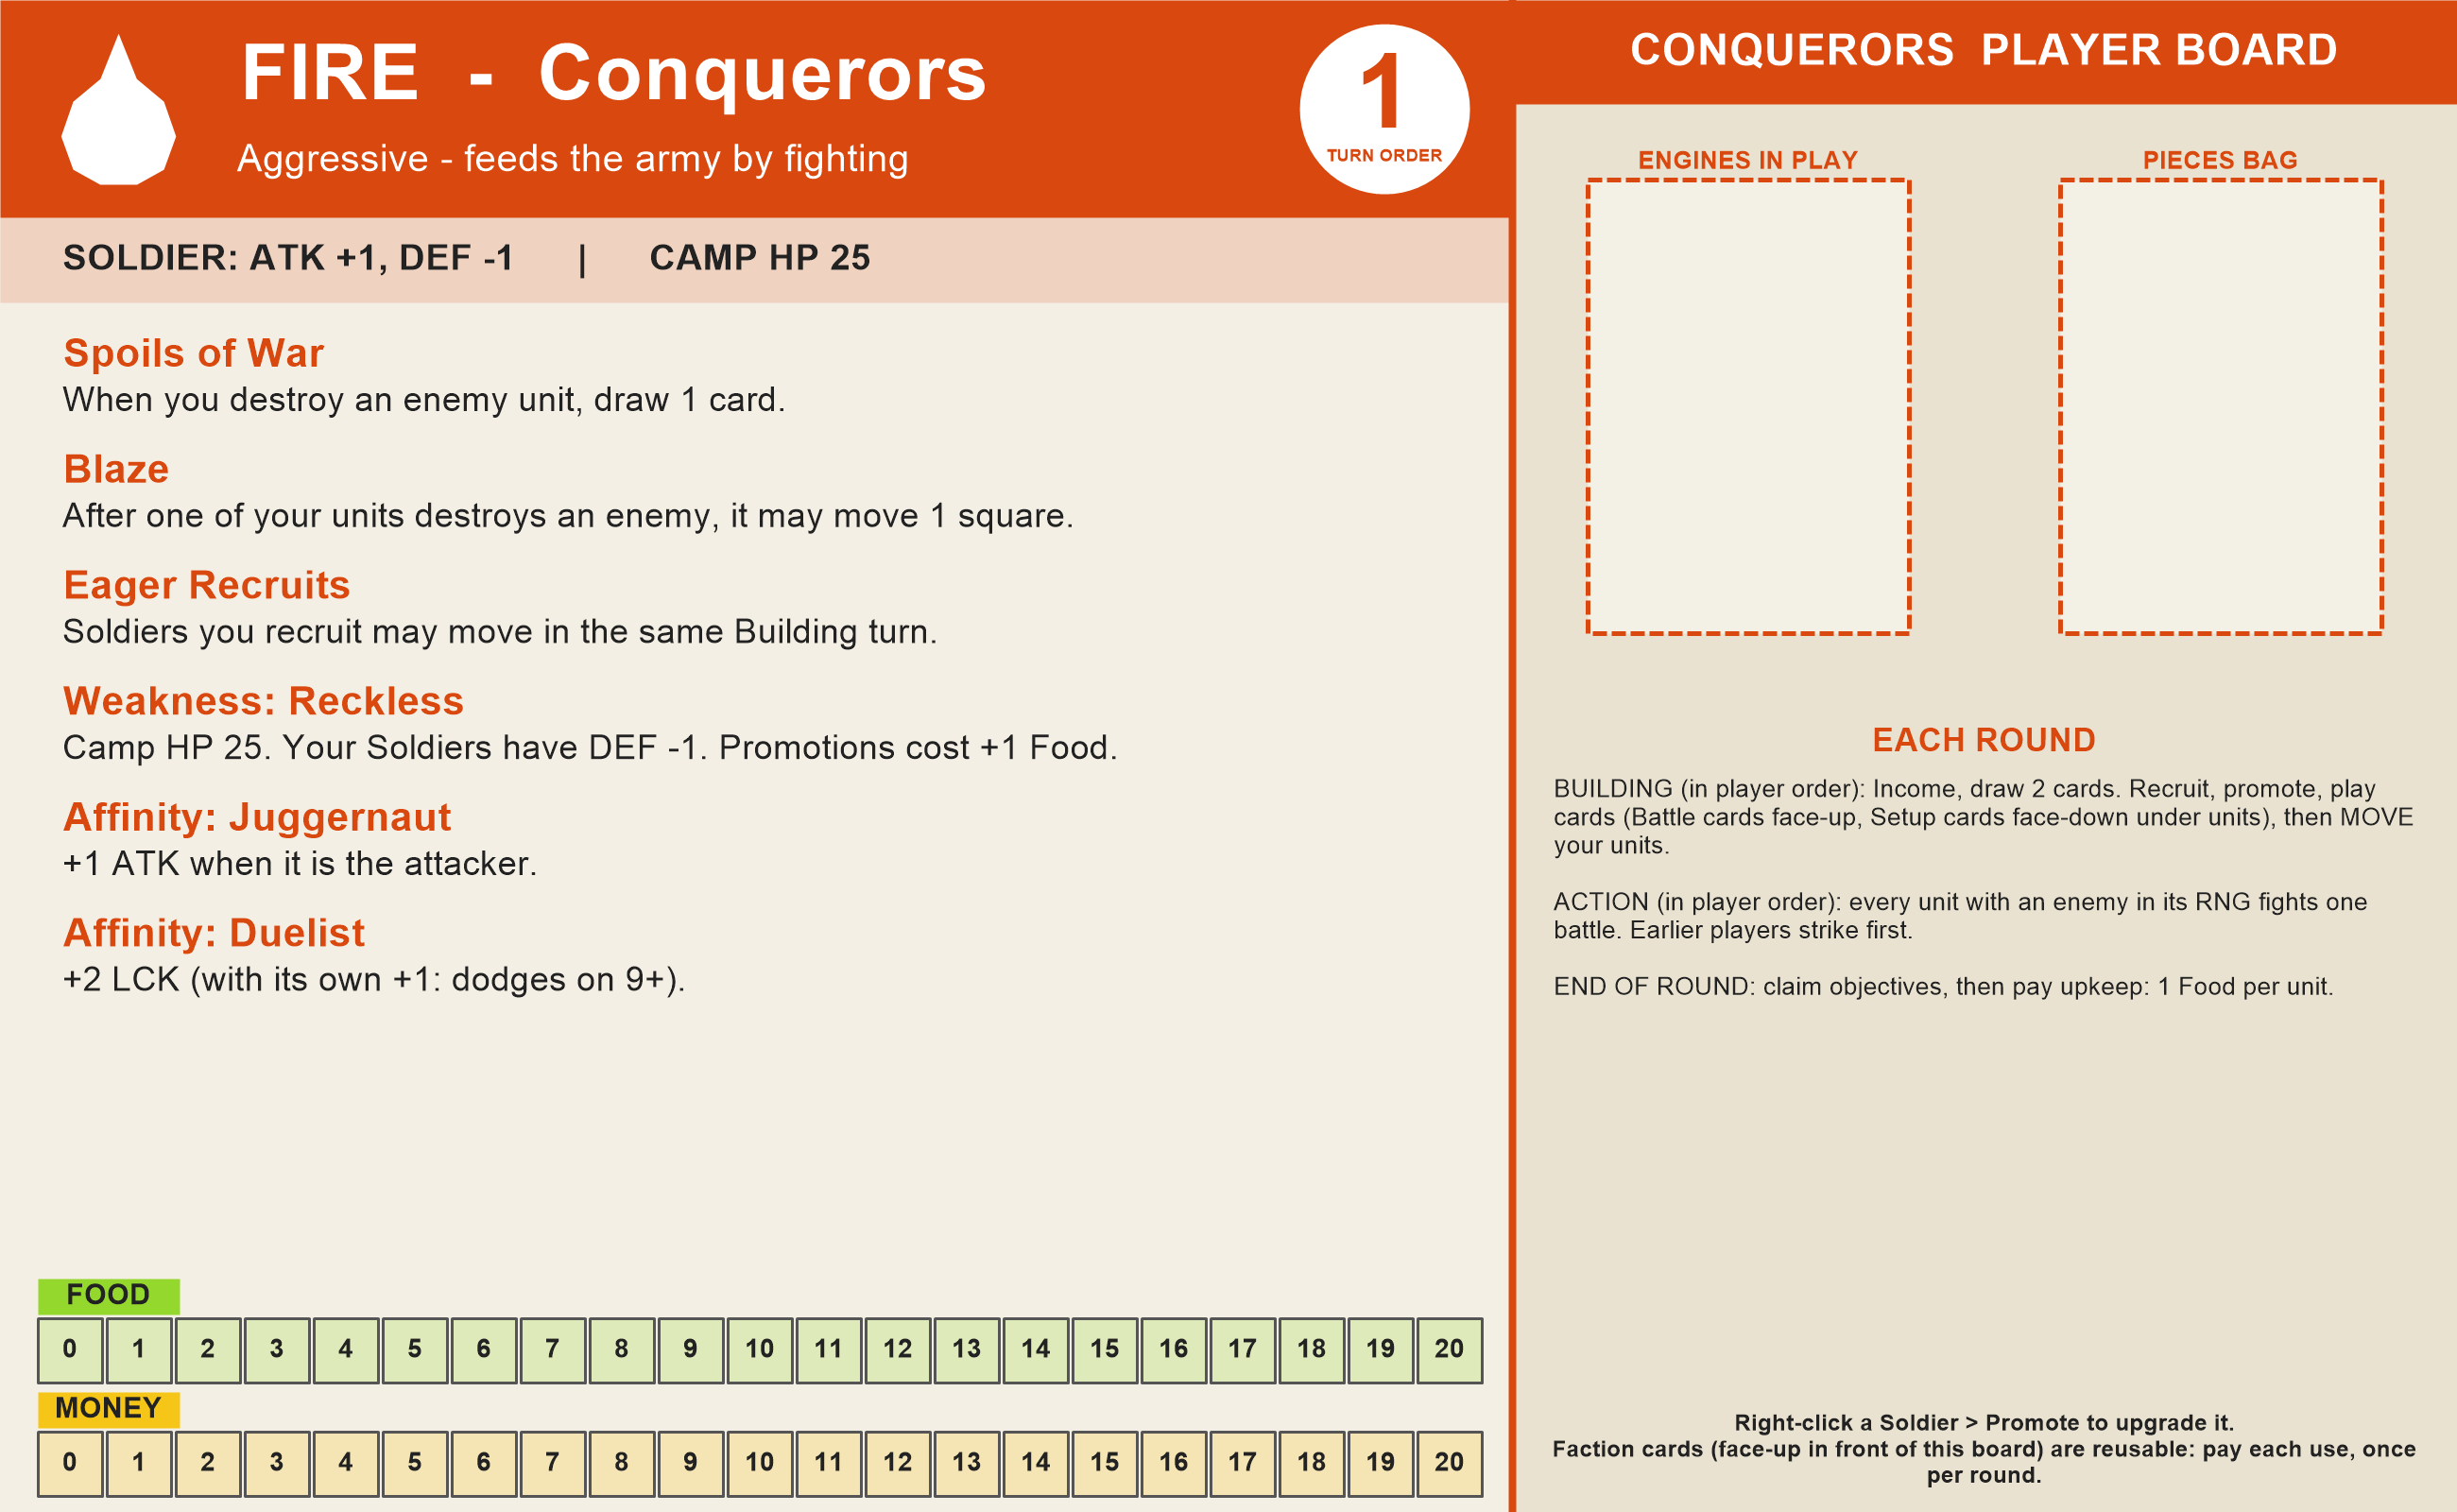 FIRE - Conquerors
Aggressive - feeds the army by fighting
1
TURN ORDER
SOLDIER: ATK +1, DEF -1 | CAMP HP 25
Spoils of War
When you destroy an enemy unit, draw 1 card.
Blaze
After one of your units destroys an enemy, it may move 1 square.
Eager Recruits
Soldiers you recruit may move in the same Building turn.
Weakness: Reckless
Camp HP 25. Your Soldiers have DEF -1. Promotions cost +1 Food.
Affinity: Juggernaut
+1 ATK when it is the attacker.
Affinity: Duelist
+2 LCK (with its own +1: dodges on 9+).
FOOD
0 1 2 3 4 5 6 7 8 9 10 11 12 13 14 15 16 17 18 19 20
MONEY
0 1 2 3 4 5 6 7 8 9 10 11 12 13 14 15 16 17 18 19 20
CONQUERORS PLAYER BOARD
ENGINES IN PLAY
PIECES BAG
EACH ROUND
BUILDING (in player order): Income, draw 2 cards. Recruit, promote, play
cards (Battle cards face-up, Setup cards face-down under units), then MOVE
your units.
ACTION (in player order): every unit with an enemy in its RNG fights one
battle. Earlier players strike first.
END OF ROUND: claim objectives, then pay upkeep: 1 Food per unit.
Right-click a Soldier > Promote to upgrade it.
Faction cards (face-up in front of this board) are reusable: pay each use, once
per round.